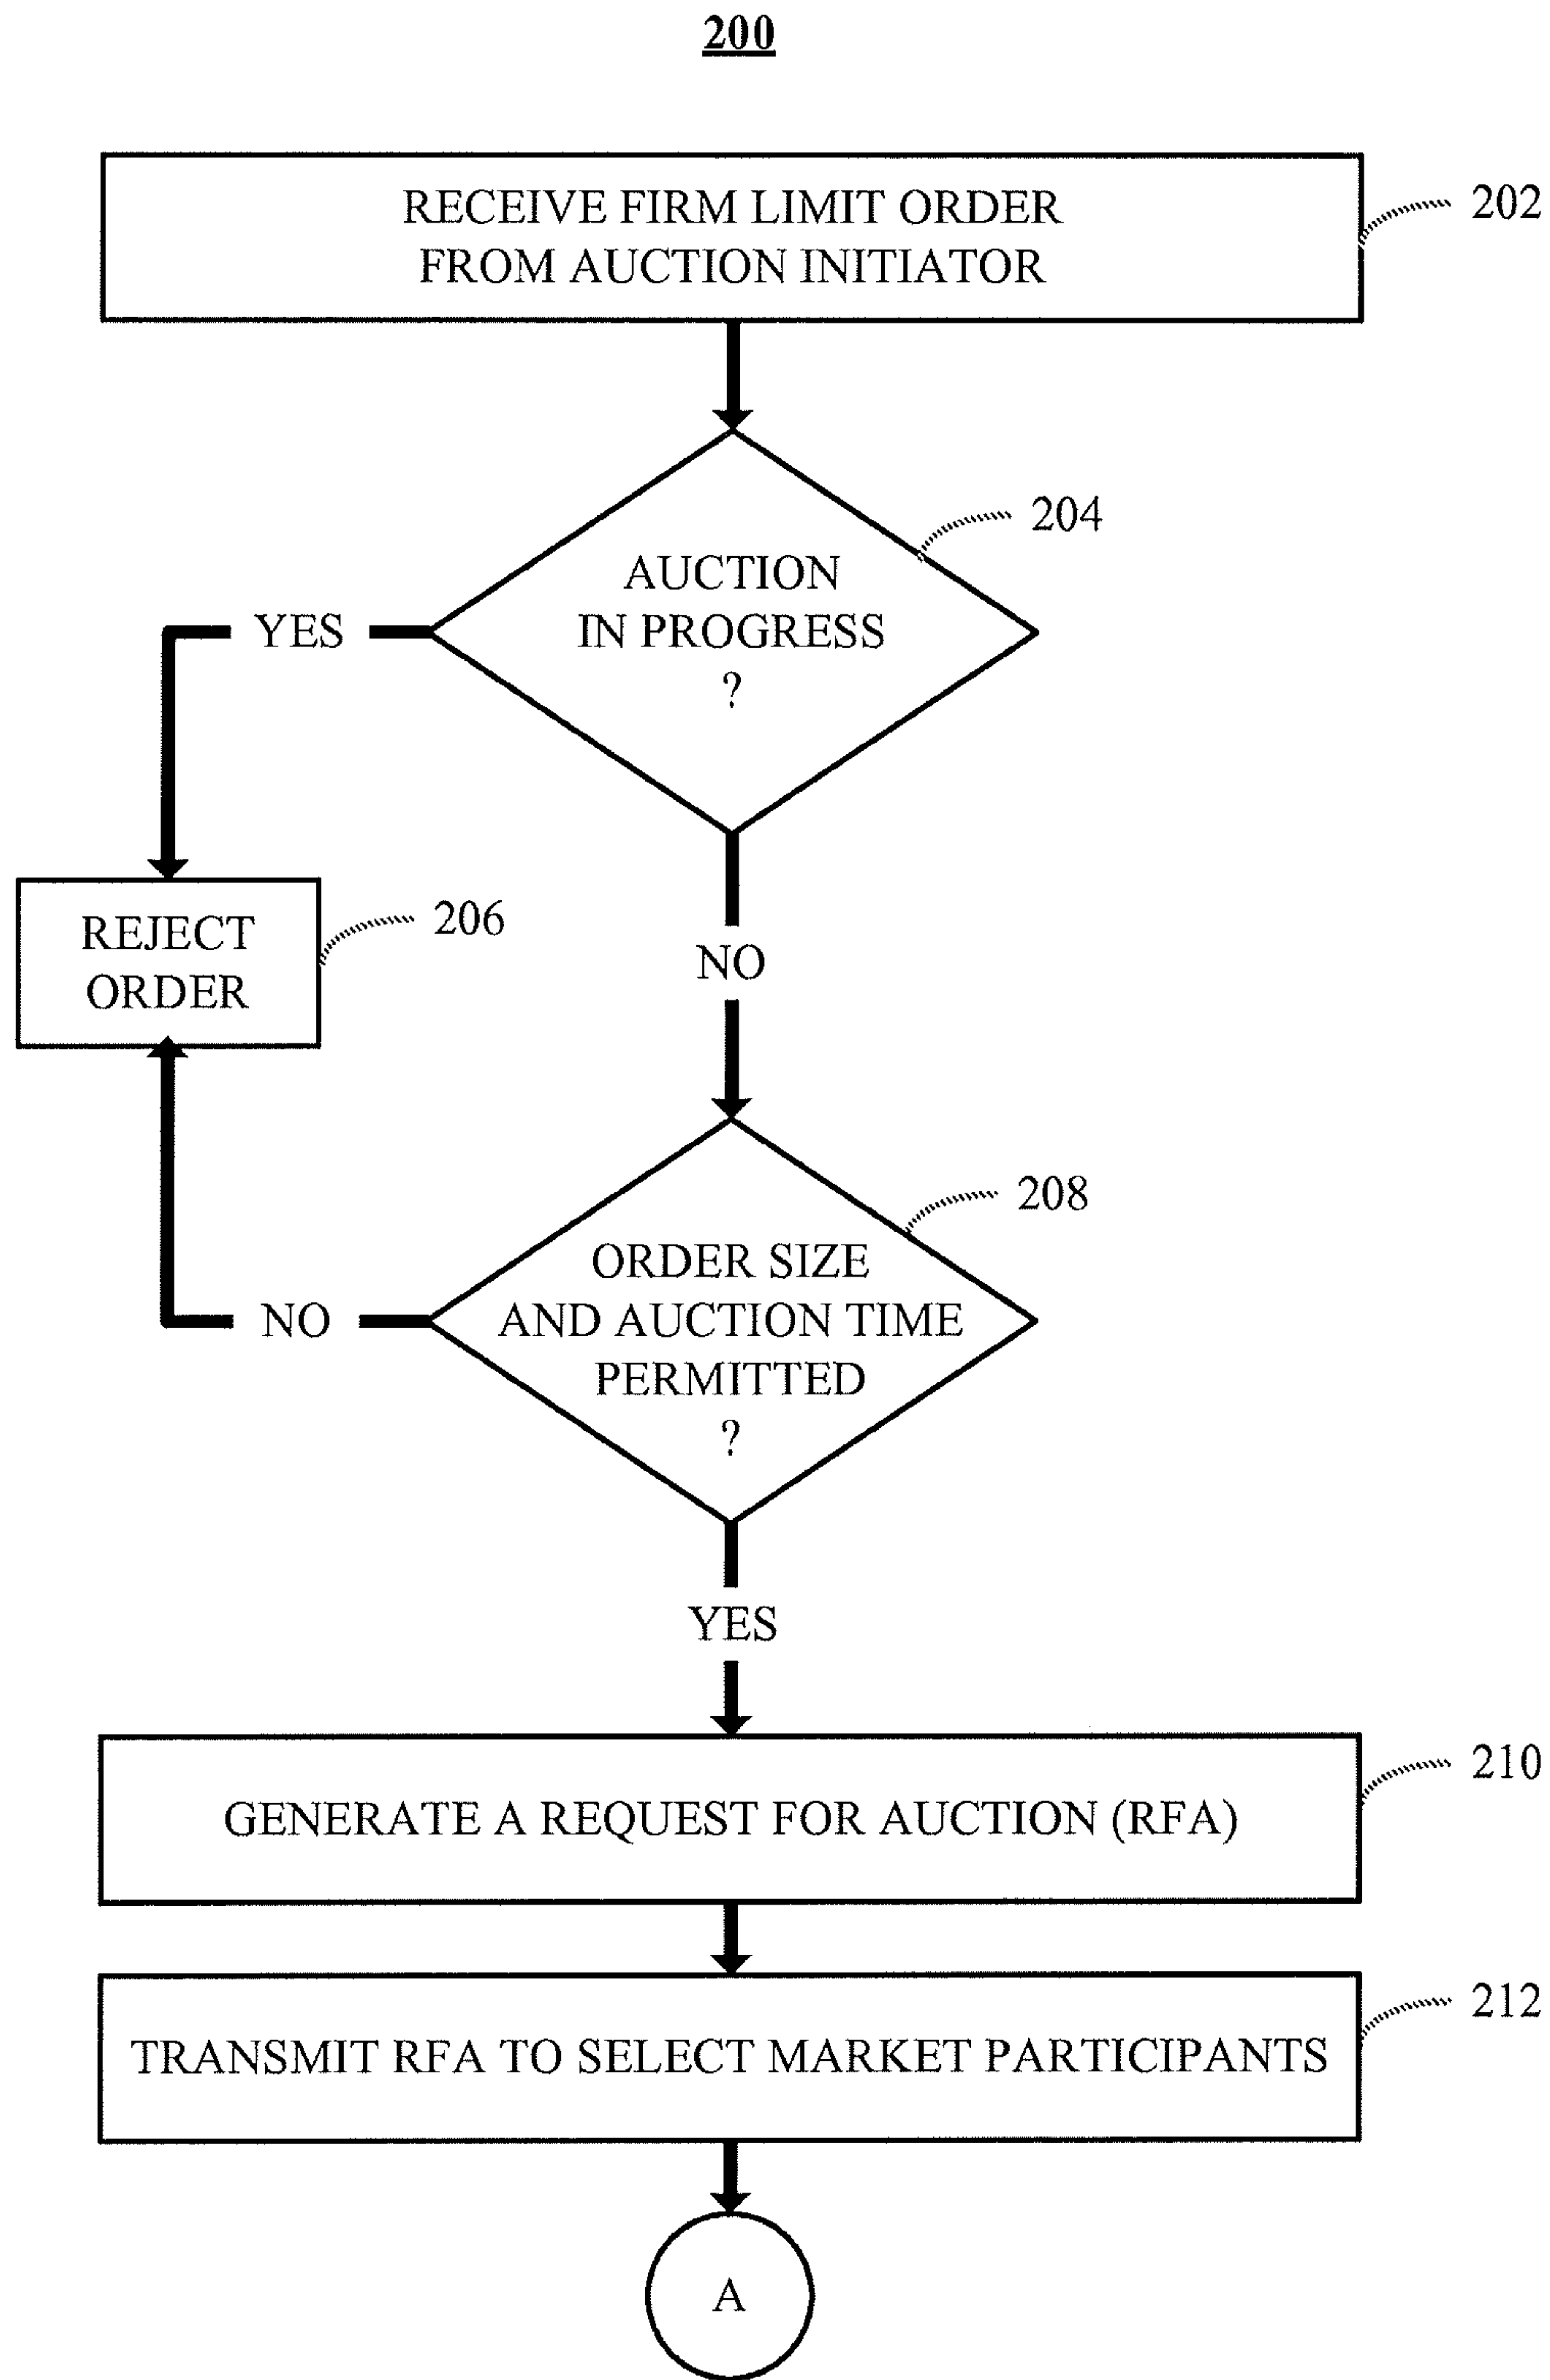 200
RECEIVE FIRM LIMIT ORDER
FROM AUCTION INITIATOR
202
204
AUCTION
IN PROGRESS
?
YES
REJECT
ORDER
206
NO
208
ORDER SIZE
AND AUCTION TIME
PERMITTED
?
NO
YES
210
GENERATE A REQUEST FOR AUCTION (RFA)
212
TRANSMIT RFA TO SELECT MARKET PARTICIPANTS
A